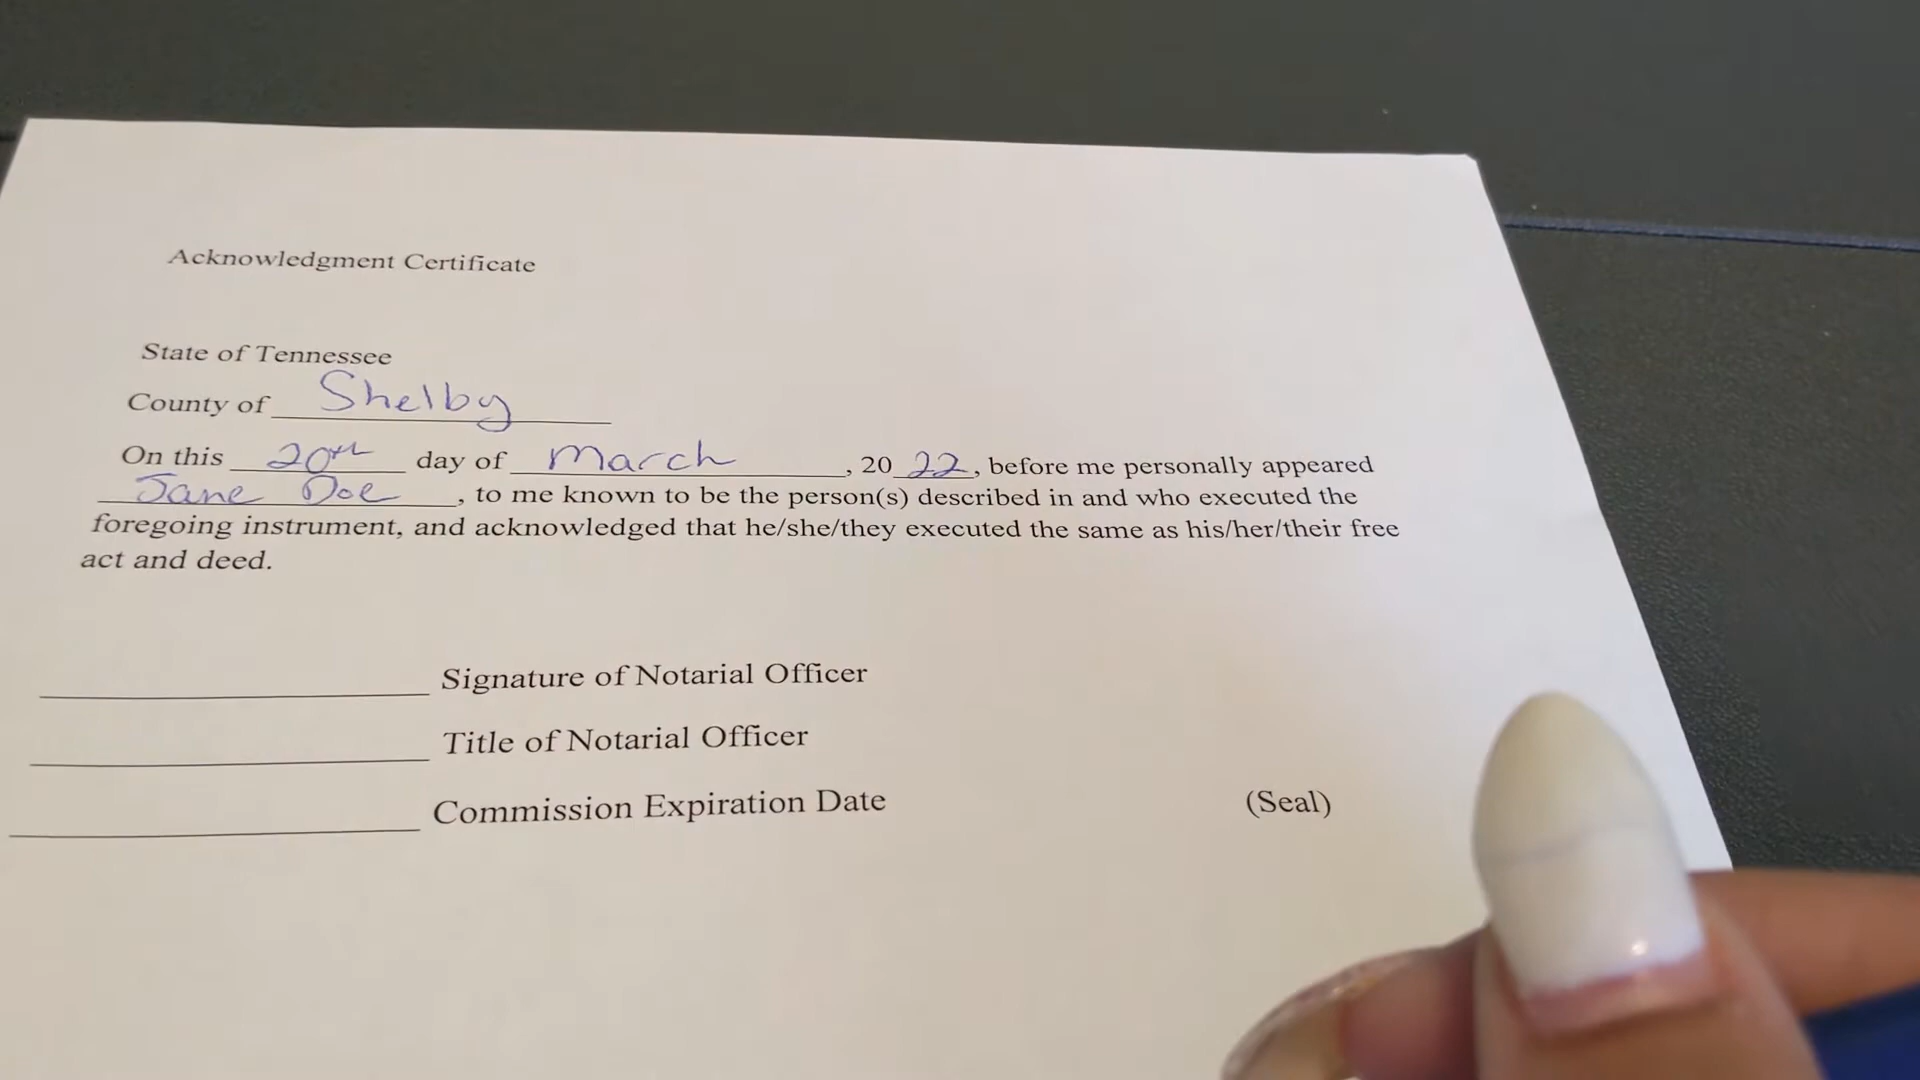 Acknowledgment Certificate
State of Tennessee
County of Shelby
On this 20th day of March, 2022, before me personally appeared
Jane Doe, to me known to be the person(s) described in and who executed the
foregoing instrument, and acknowledged that he/she/they executed the same as his/her/their free
act and deed.
Signature of Notarial Officer
Title of Notarial Officer
Commission Expiration Date (Seal)